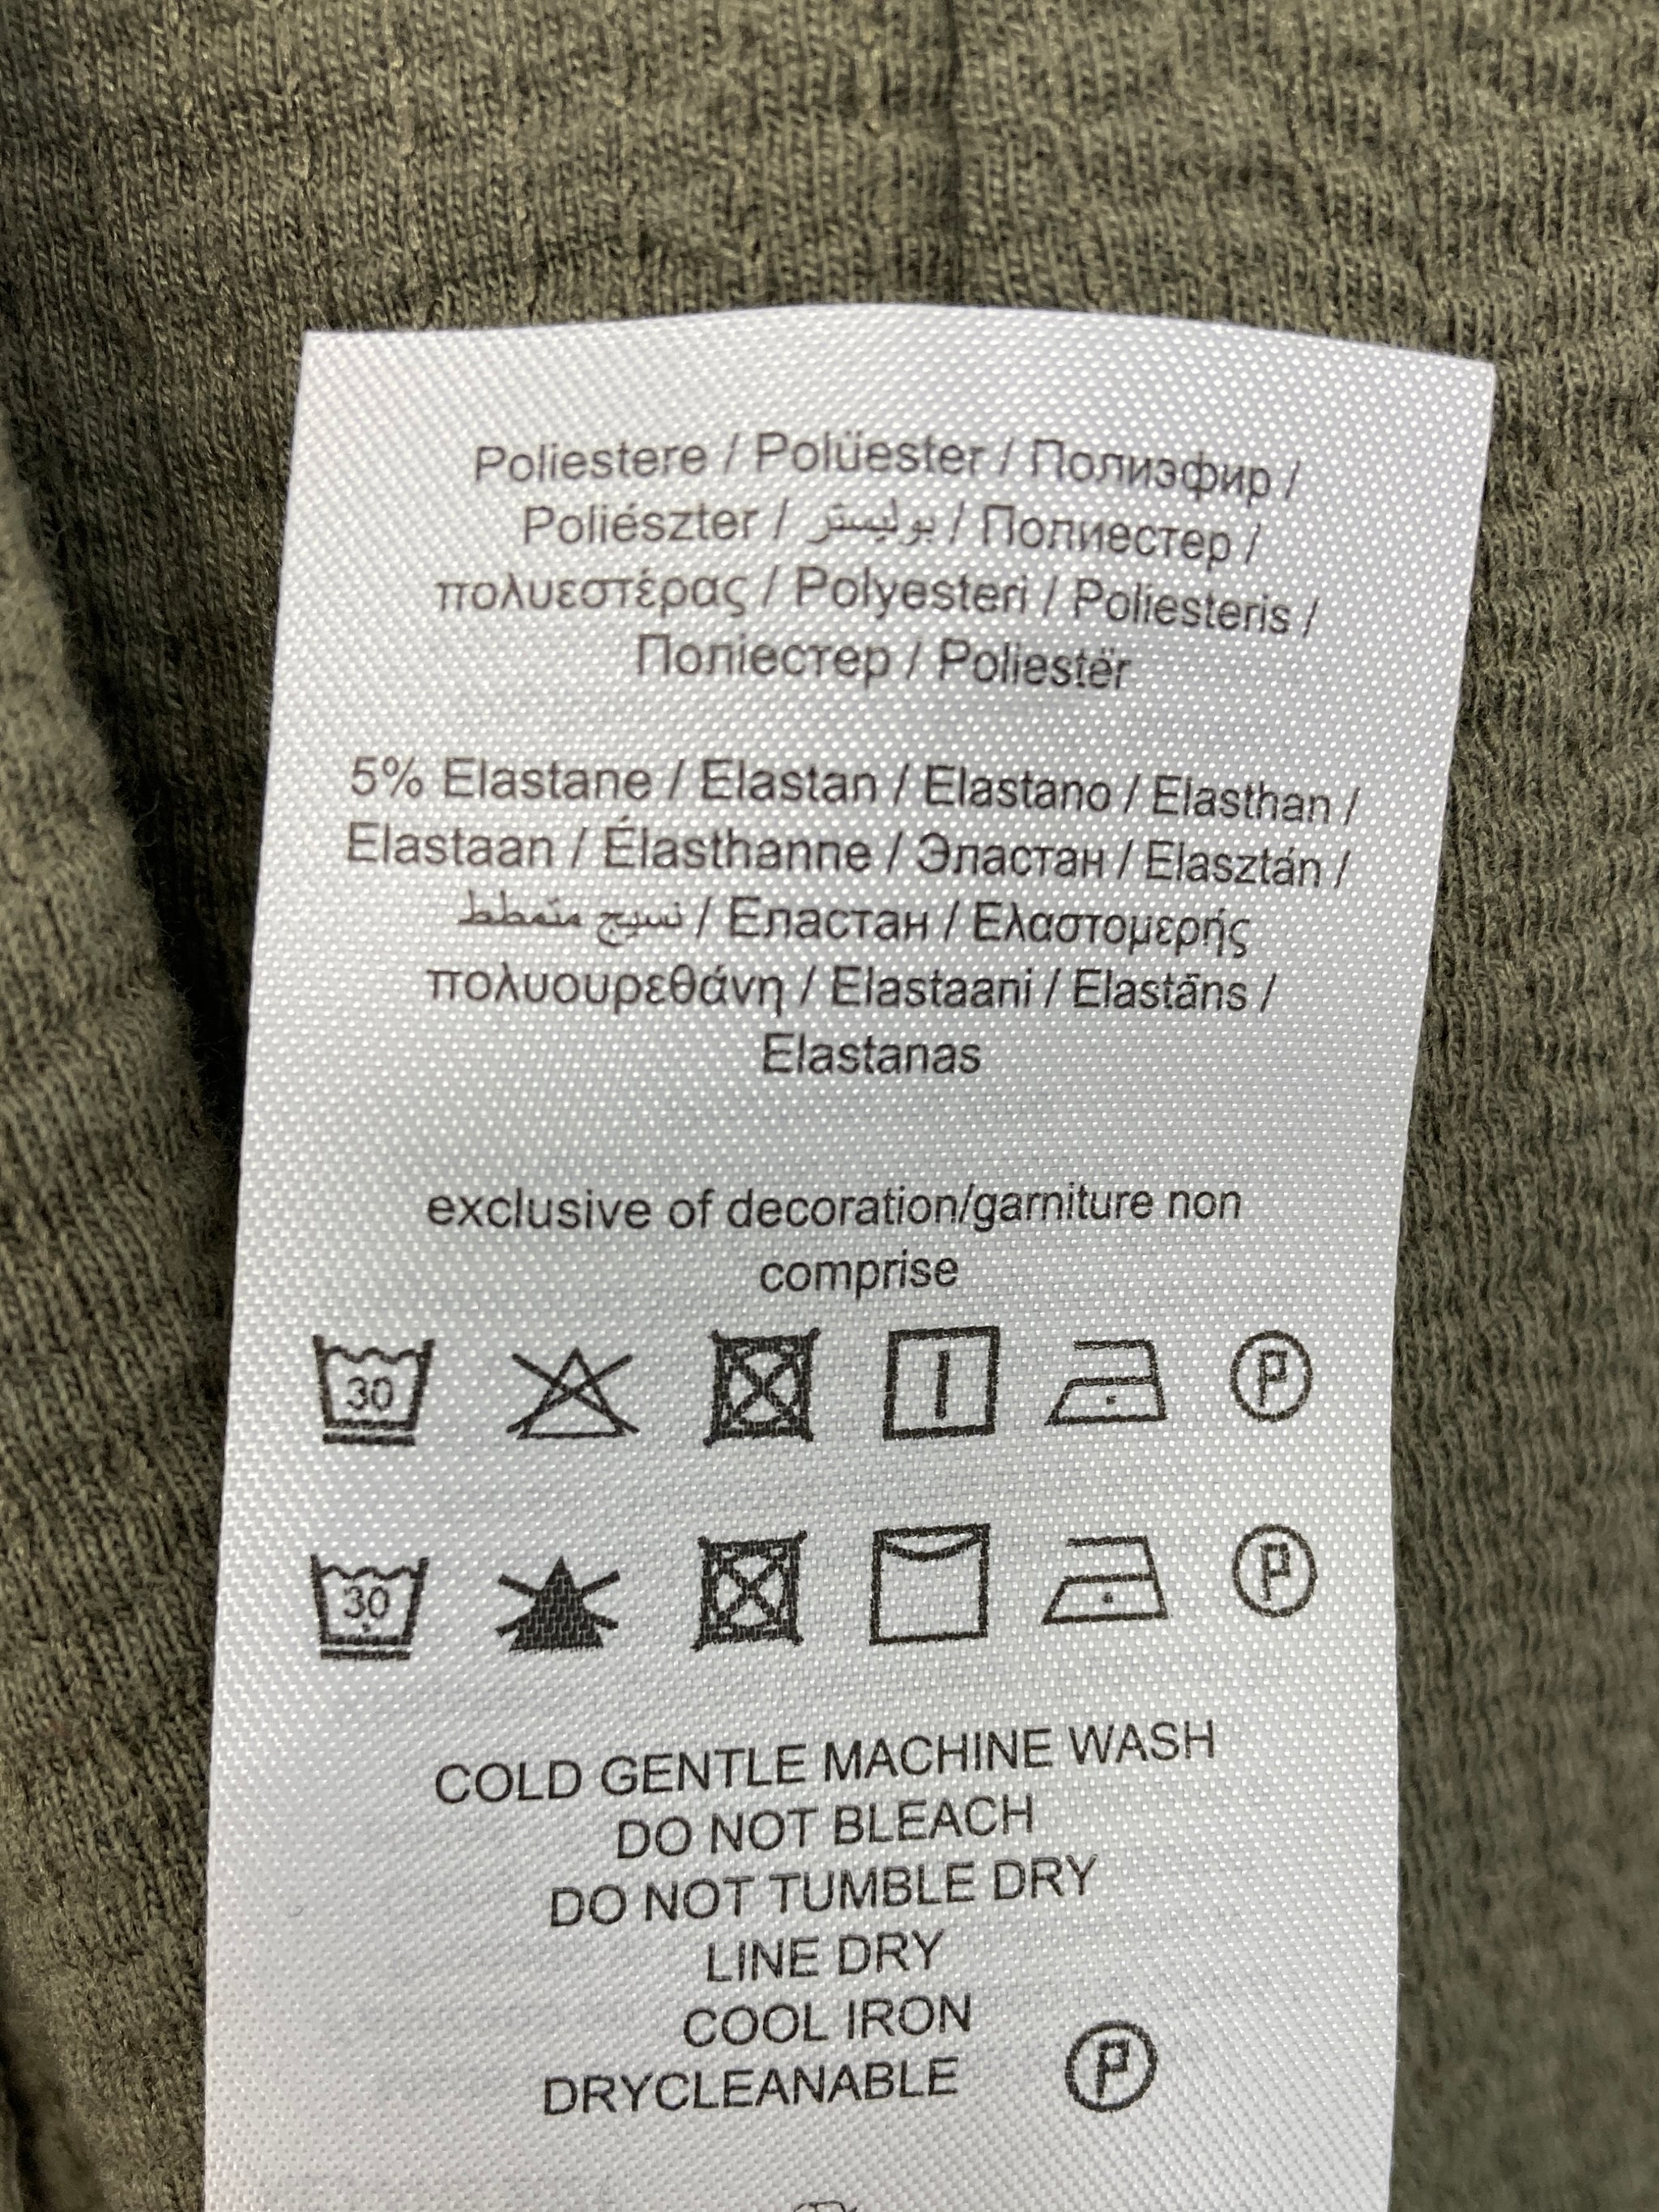 Poliestere / Polüester / Полиэфир /
Poliészter / بوليستر / Полиестер /
πολυεστέρας / Polyesteri / Poliesteris /
Поліестер / Poliestër
5% Elastane / Elastan / Elastano / Elasthan /
Elastaan / Élasthanne / Эластан / Elasztán /
نسيج متمطط / Еластан / Ελαστομερής
πολυουρεθάνη / Elastaani / Elastāns /
Elastanas
exclusive of decoration/garniture non
comprise
30 P
30 P
COLD GENTLE MACHINE WASH
DO NOT BLEACH
DO NOT TUMBLE DRY
LINE DRY
COOL IRON
DRYCLEANABLE P